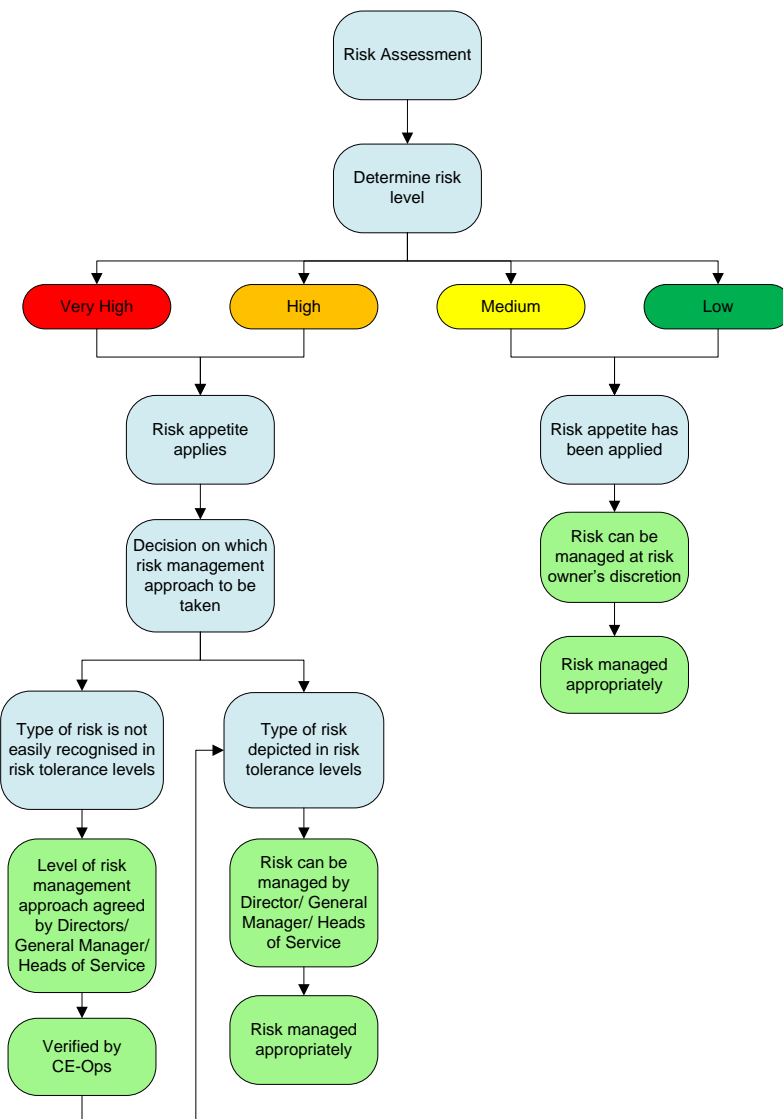 Risk Assessment
Determine risk
level
Very High
High
Medium
Low
Risk appetite
applies
Risk appetite has
been applied
Decision on which
risk management
approach to be
taken
Risk can be
managed at risk
owner’s discretion
Risk managed
appropriately
Type of risk is not
easily recognised in
risk tolerance levels
Type of risk
depicted in risk
tolerance levels
Level of risk
management
approach agreed
by Directors/
General Manager/
Heads of Service
Risk can be
managed by
Director/ General
Manager/ Heads
of Service
Verified by
CE-Ops
Risk managed
appropriately